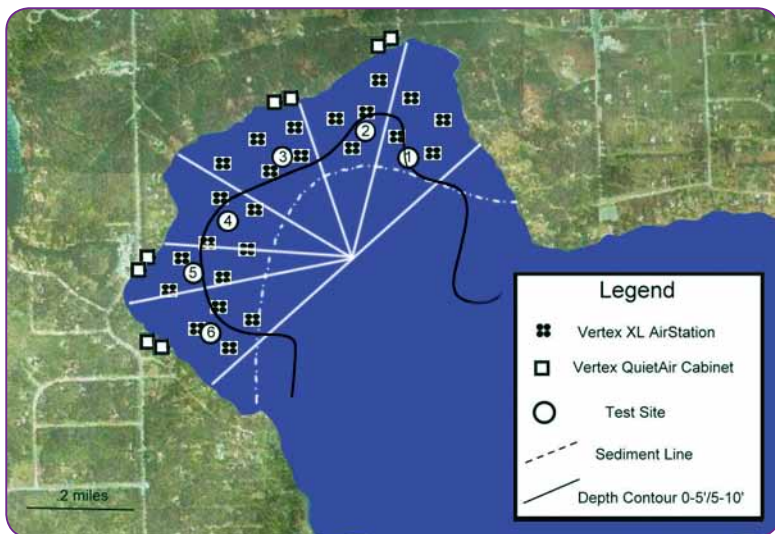 2
1
3
4
5
6
Legend
Vertex XL AirStation
Vertex QuietAir Cabinet
Test Site
Sediment Line
Depth Contour 0-5'/5-10'
.2 miles